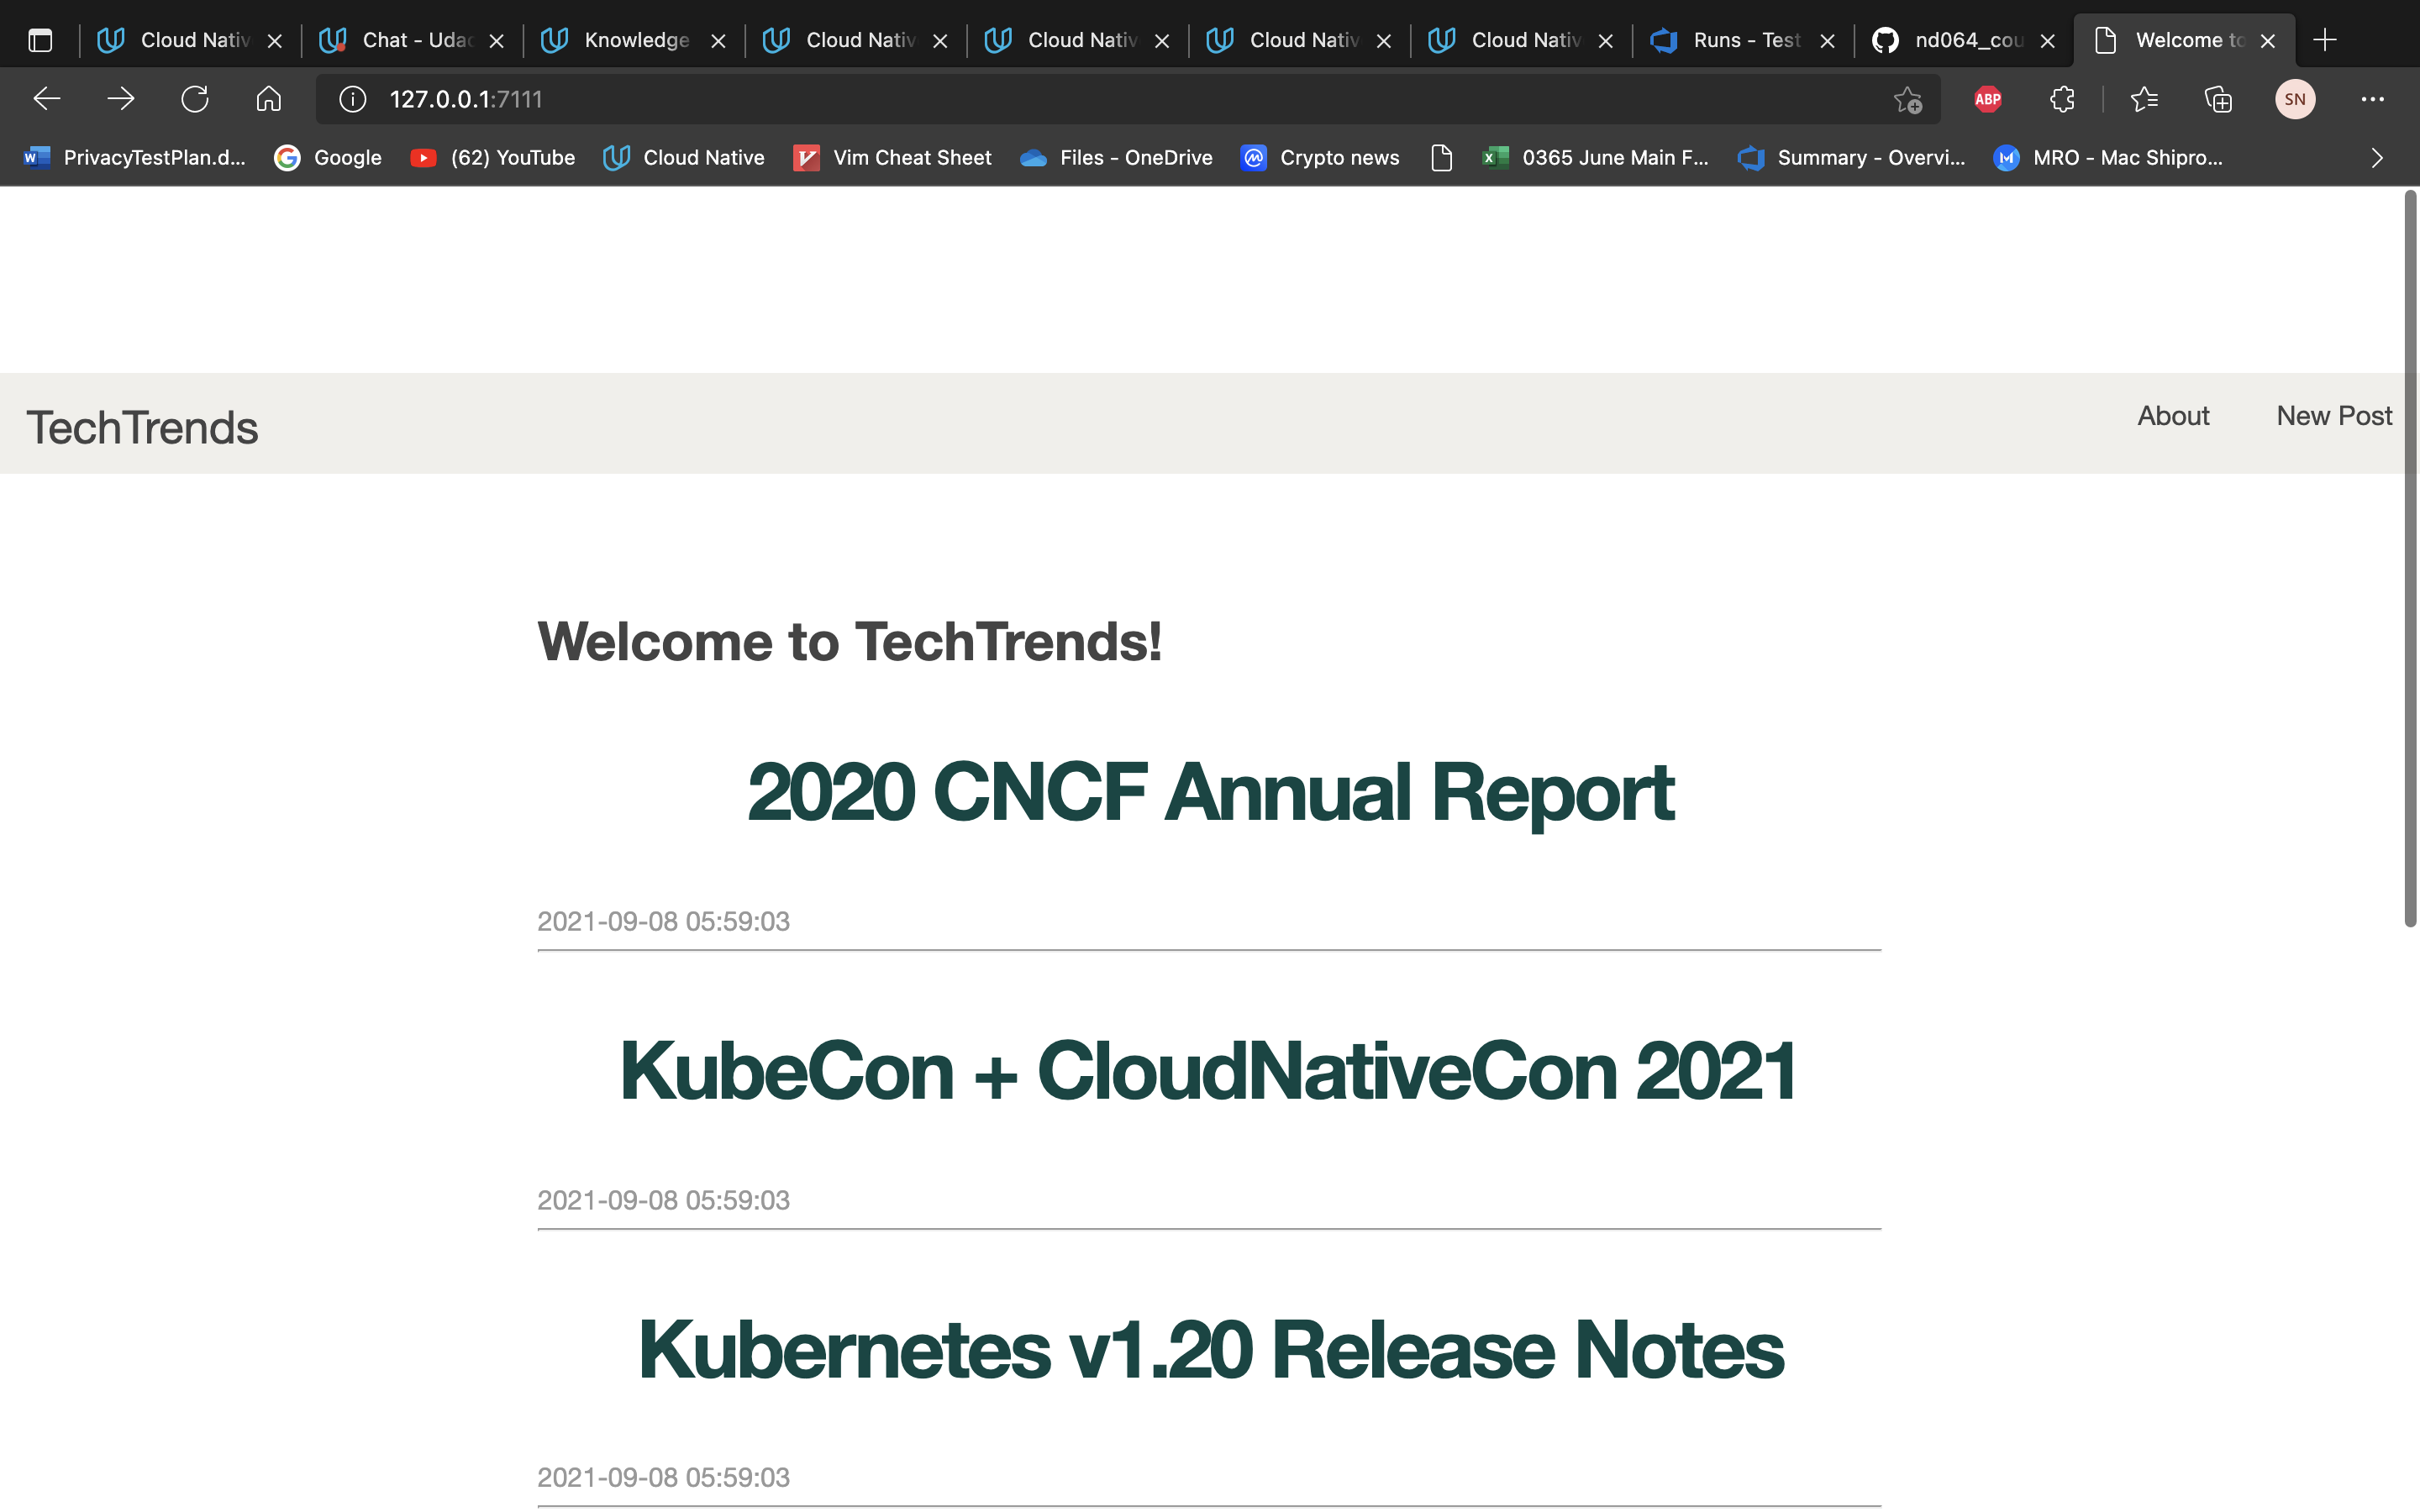 Cloud Nativ Chat - Udac Knowledge Cloud Nativ Cloud Nativ Cloud Nativ Cloud Nativ Runs - Test nd064_cou Welcome to
127.0.0.1:7111 ABP SN
PrivacyTestPlan.d... Google (62) YouTube Cloud Native Vim Cheat Sheet Files - OneDrive Crypto news 0365 June Main F... Summary - Overvi... MRO - Mac Shipro...
TechTrends About New Post
Welcome to TechTrends!
2020 CNCF Annual Report
2021-09-08 05:59:03
KubeCon + CloudNativeCon 2021
2021-09-08 05:59:03
Kubernetes v1.20 Release Notes
2021-09-08 05:59:03